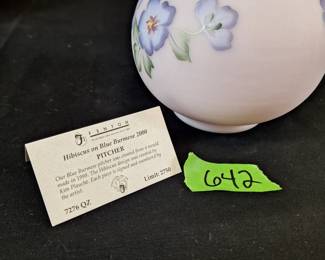 FENTON
Hibiscus on Blue Burmese 2000
PITCHER
Our Blue Burmese pitcher was created from a mould
made in 1988. The Hibiscus design was created by
Kim Plauché. Each piece is signed and numbered by
the artist.
7276 QZ
Limit: 2750
642